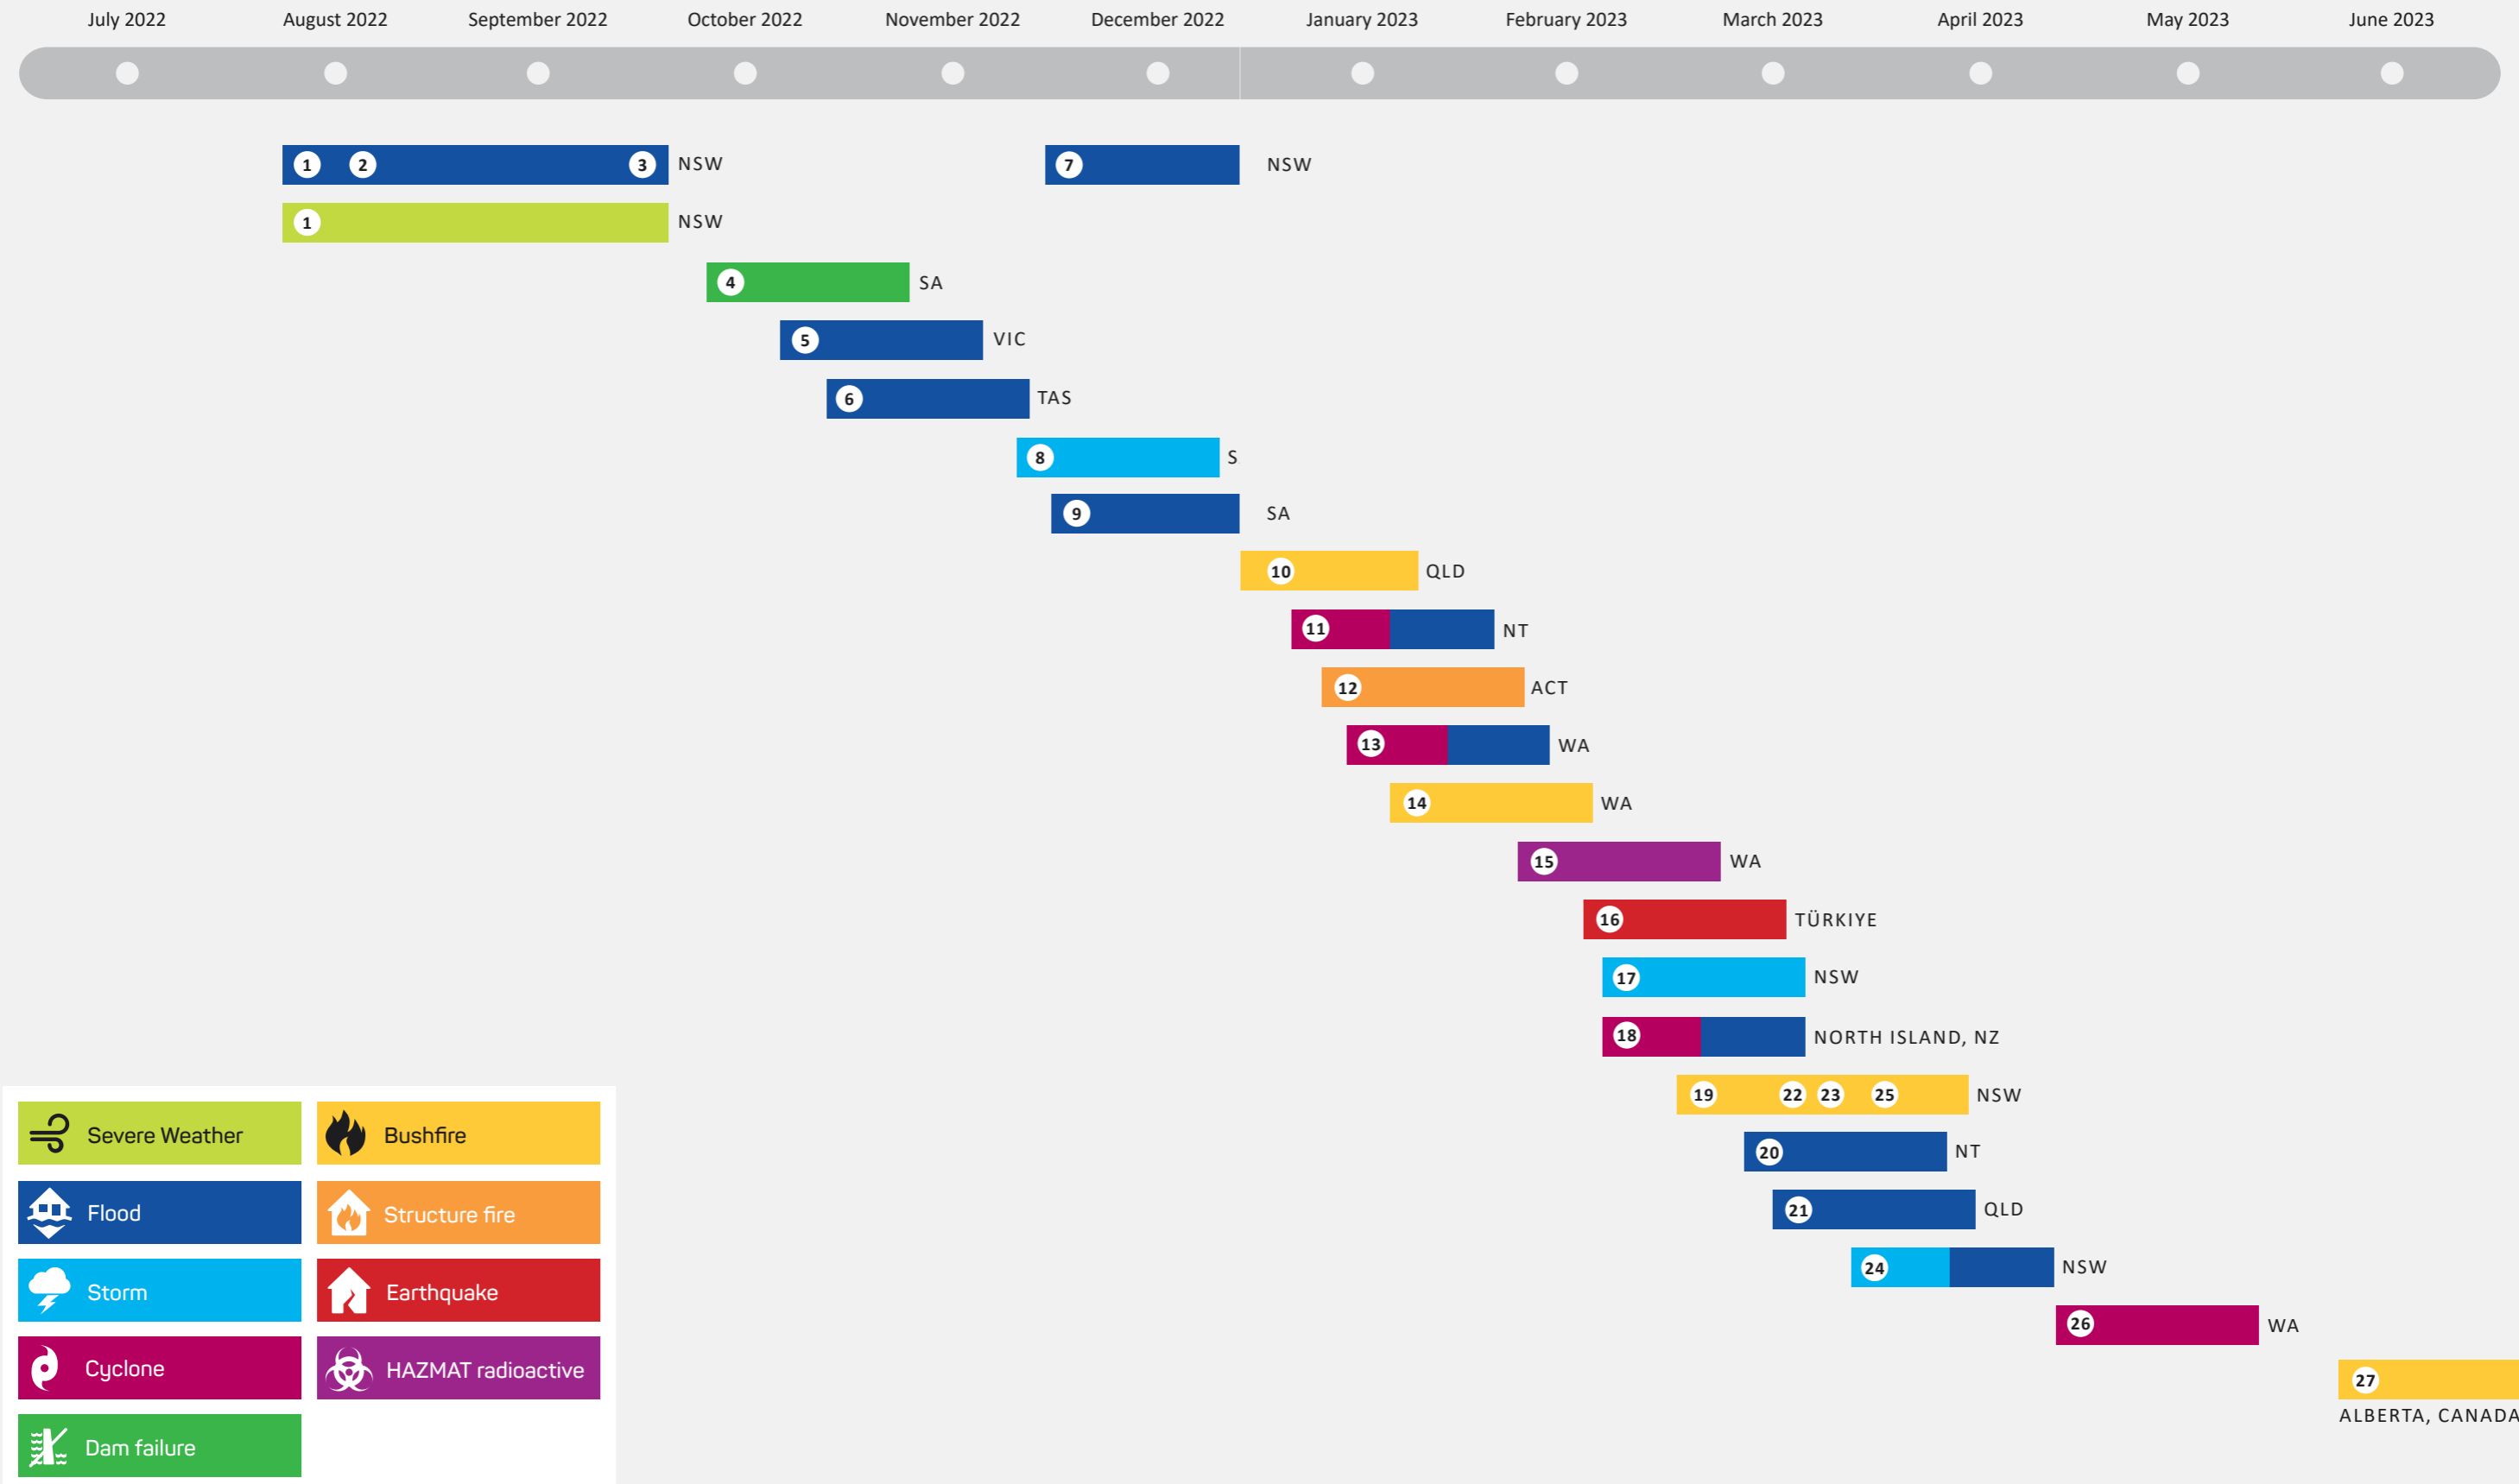 July 2022 August 2022 September 2022 October 2022 November 2022 December 2022 January 2023 February 2023 March 2023 April 2023 May 2023 June 2023
1 2 3 NSW 7 NSW
1 NSW
4 SA
5 VIC
6 TAS
8 S
9 SA
10 QLD
11 NT
12 ACT
13 WA
14 WA
15 WA
16 TÜRKIYE
17 NSW
18 NORTH ISLAND, NZ
19 22 23 25 NSW
20 NT
21 QLD
24 NSW
26 WA
27
ALBERTA, CANADA
Severe Weather Bushfire
Flood Structure fire
Storm Earthquake
Cyclone HAZMAT radioactive
Dam failure